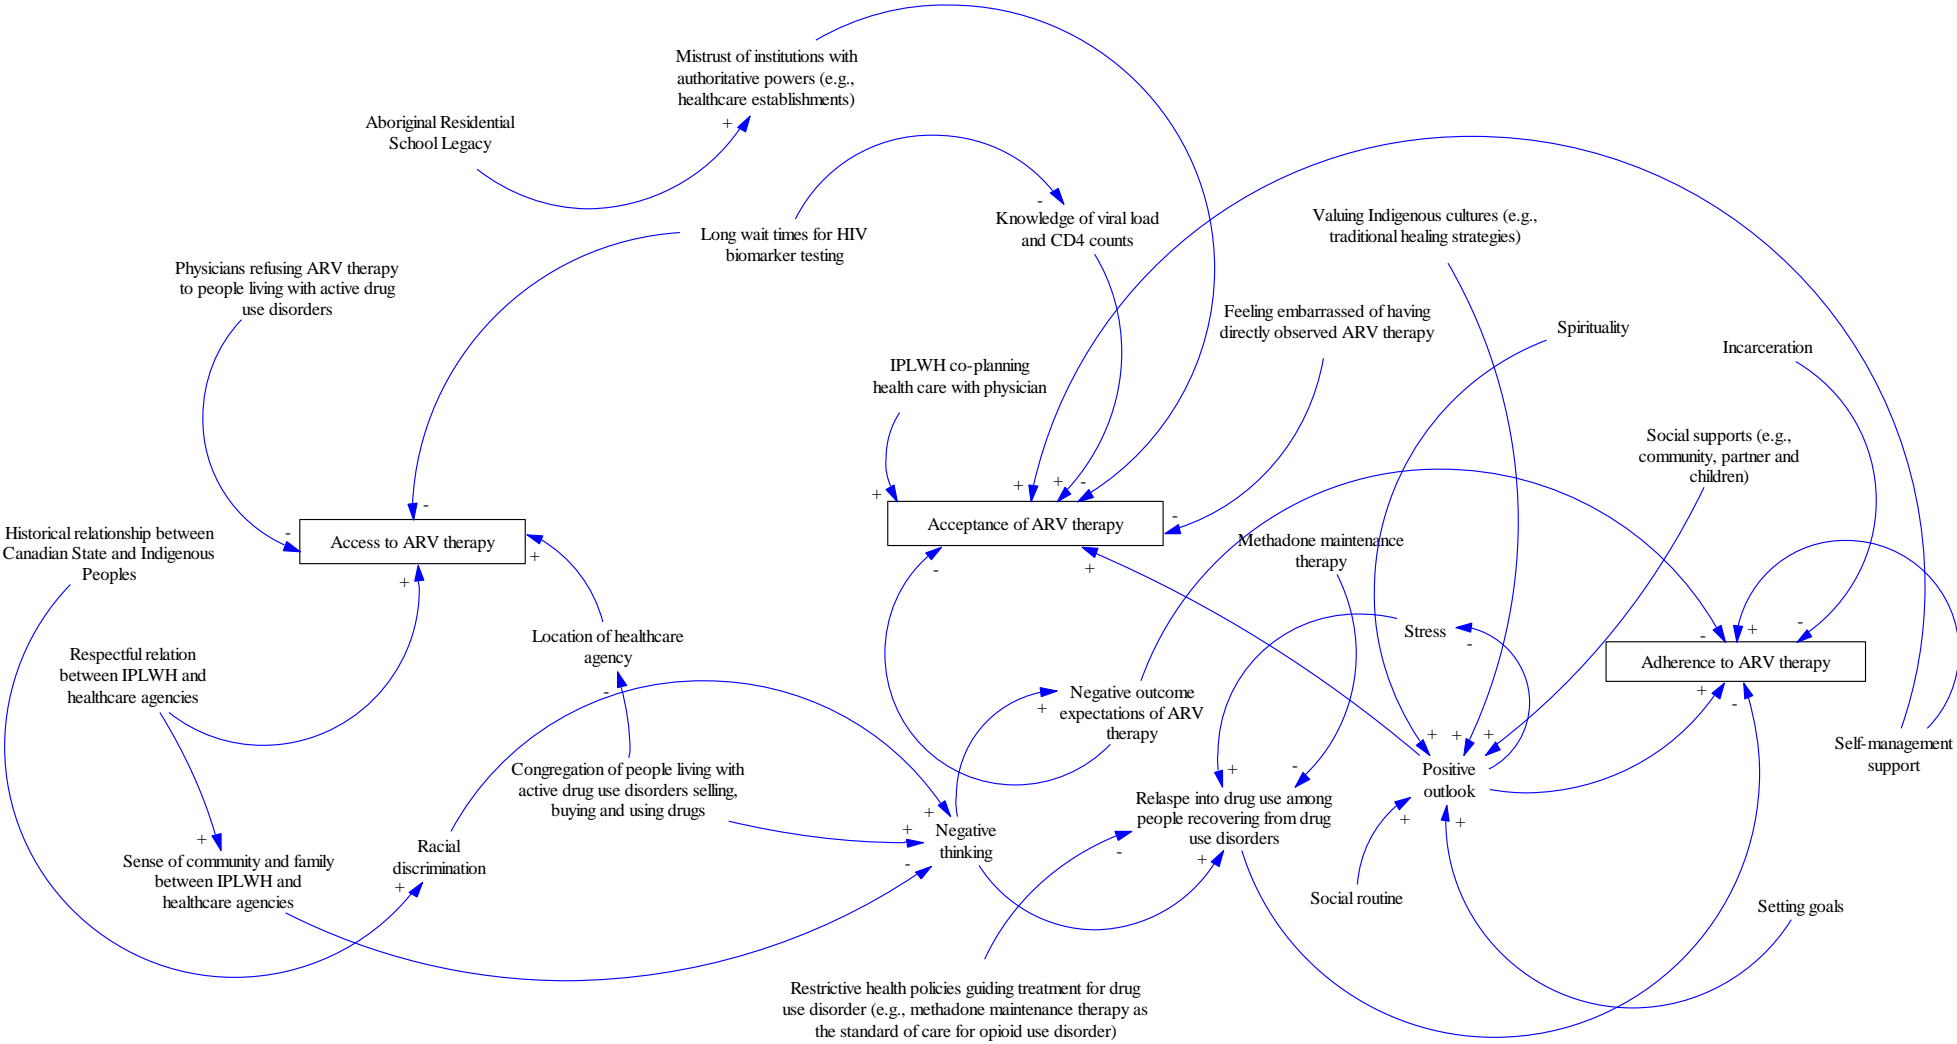 Mistrust of institutions with
authoritative powers (e.g.,
healthcare establishments)
+
Aboriginal Residential
School Legacy
-
Knowledge of viral load
and CD4 counts
Valuing Indigenous cultures (e.g.,
traditional healing strategies)
Long wait times for HIV
biomarker testing
Physicians refusing ARV therapy
to people living with active drug
use disorders
Feeling embarrassed of having
directly observed ARV therapy
Spirituality
Incarceration
IPLWH co-planning
health care with physician
Social supports (e.g.,
community, partner and
children)
+
+
+
-
-
Acceptance of ARV therapy
-
+
-
-
Access to ARV therapy
+
+
Historical relationship between
Canadian State and Indigenous
Peoples
Methadone maintenance
therapy
Stress
-
-
+
-
Adherence to ARV therapy
+
-
Location of healthcare
agency
-
Respectful relation
between IPLWH and
healthcare agencies
Negative outcome
expectations of ARV
therapy
+
Self-management
support
+
+
+
Positive
outlook
+
+
Congregation of people living with
active drug use disorders selling,
buying and using drugs
+
-
Relaspe into drug use among
people recovering from drug
use disorders
-
+
+
+
-
Negative
thinking
+
Sense of community and family
between IPLWH and
healthcare agencies
Racial
discrimination
+
Social routine
Setting goals
Restrictive health policies guiding treatment for drug
use disorder (e.g., methadone maintenance therapy as
the standard of care for opioid use disorder)